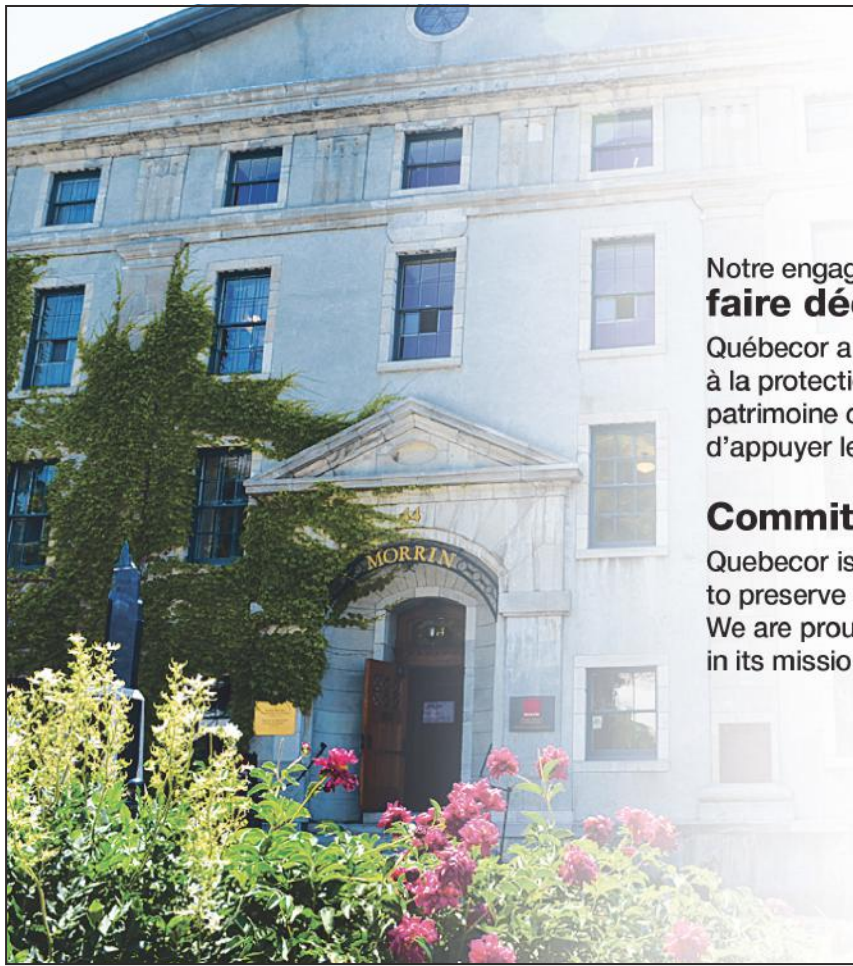 44
MORRIN
Notre engag
faire dé
Québecor a
à la protecti
patrimoine
d'appuyer le
Commit
Quebecor is
to preserve
We are prou
in its missio